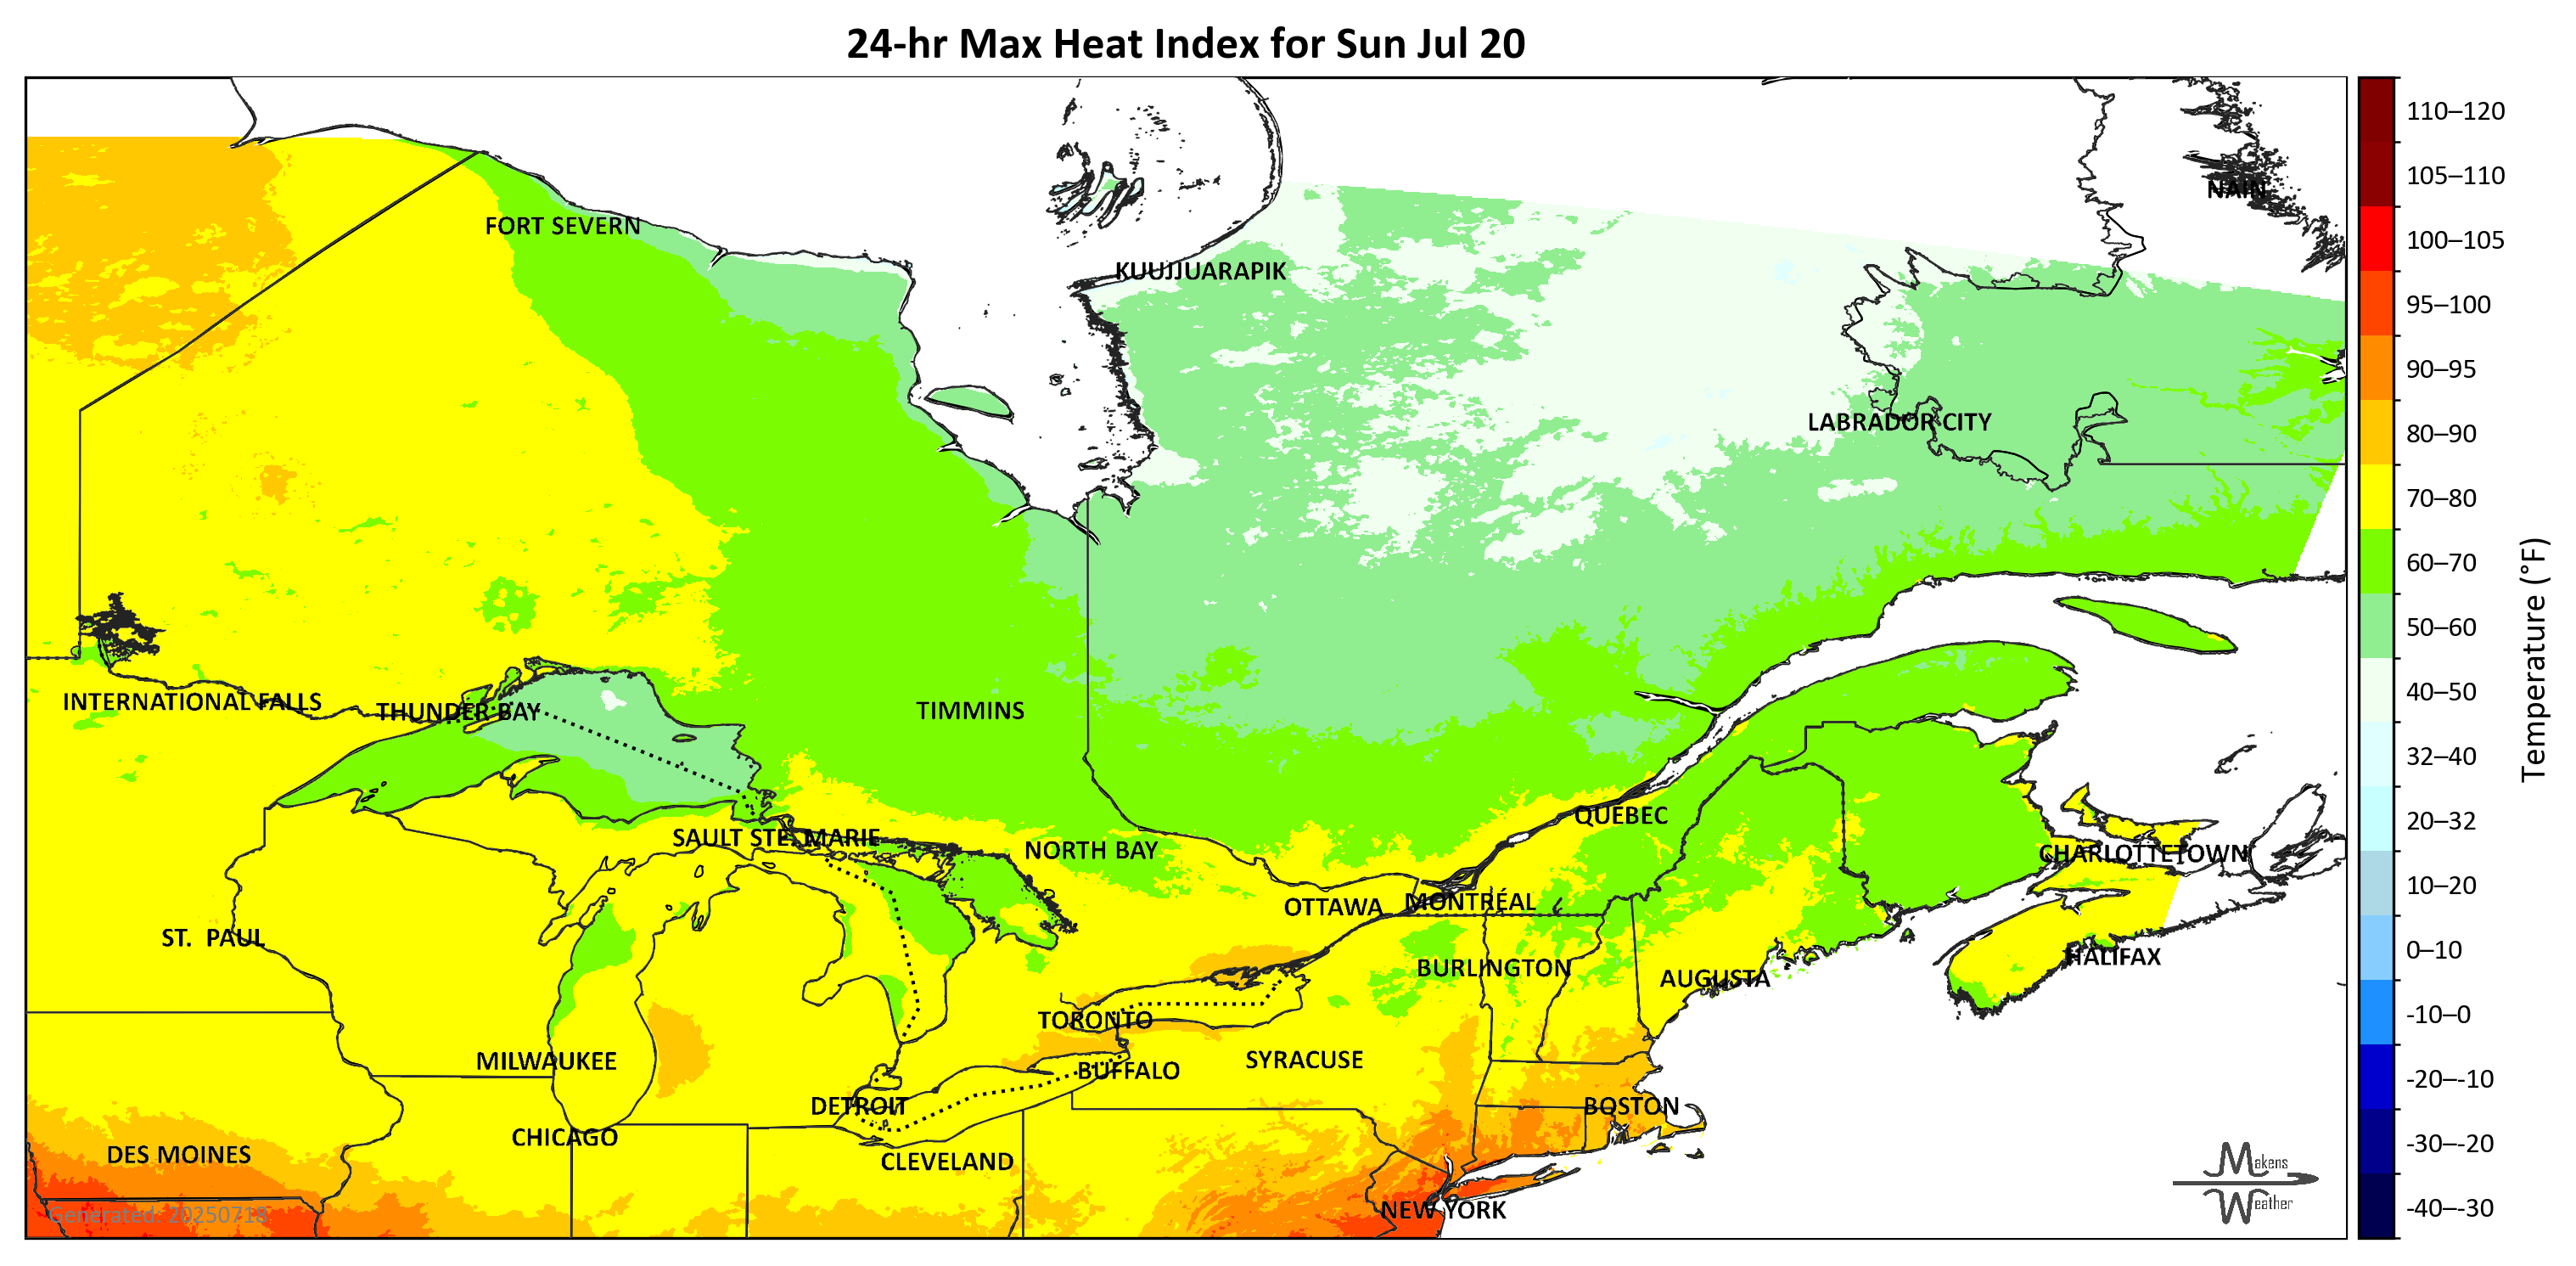 24-hr Max Heat Index for Sun Jul 20
110–120
NAIN
105–110
FORT SEVERN
100–105
KUUJJUARAPIK
95–100
90–95
LABRADOR CITY
80–90
70–80
60–70
50–60
40–50
Temperature (°F)
INTERNATIONAL FALLS
THUNDER BAY
TIMMINS
32–40
QUEBEC
20–32
SAULT STE. MARIE
NORTH BAY
CHARLOTTETOWN
10–20
OTTAWA
MONTRÉAL
ST. PAUL
0–10
HALIFAX
BURLINGTON
AUGUSTA
-10–0
TORONTO
MILWAUKEE
SYRACUSE
BUFFALO
-20–-10
DETROIT
BOSTON
CHICAGO
-30–-20
DES MOINES
CLEVELAND
Makens
Weather
NEW YORK
-40–-30
Generated: 20250718